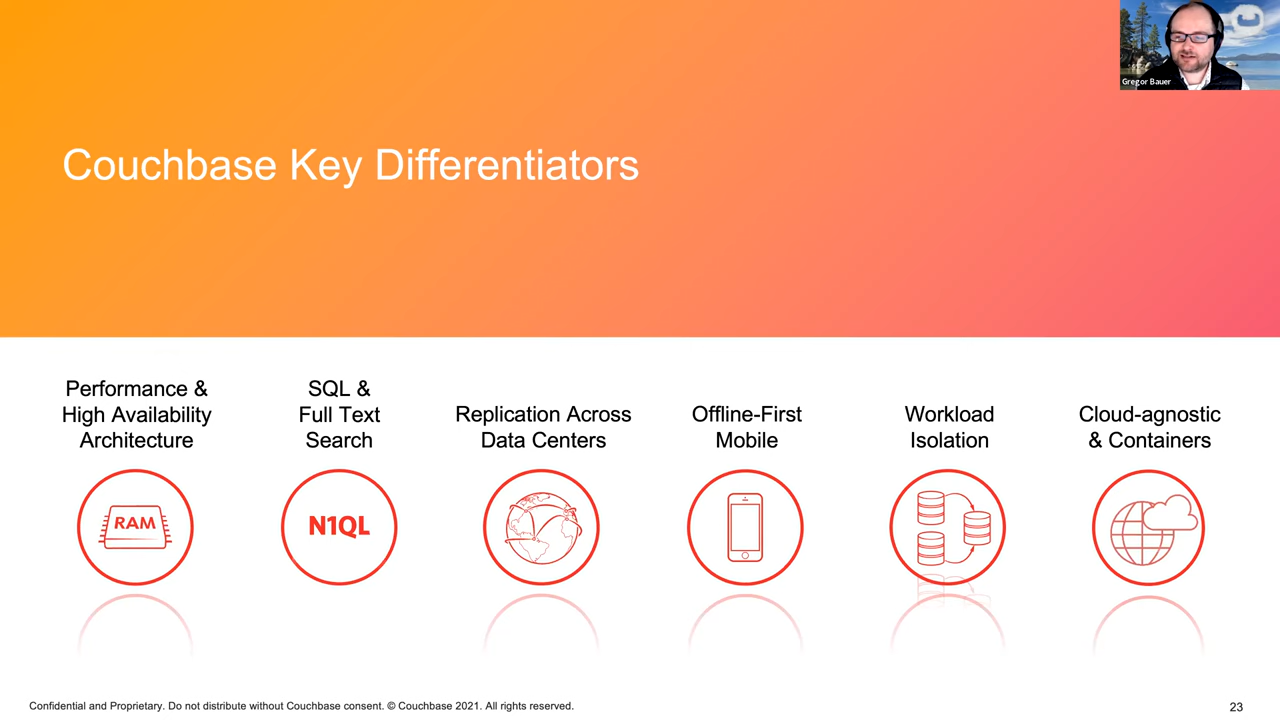 Gregor Bauer
Couchbase Key Differentiators
Performance &
High Availability
Architecture
RAM
SQL &
Full Text
Search
N1QL
Replication Across
Data Centers
Offline-First
Mobile
Workload
Isolation
Cloud-agnostic
& Containers
Confidential and Proprietary. Do not distribute without Couchbase consent. © Couchbase 2021. All rights reserved.
23